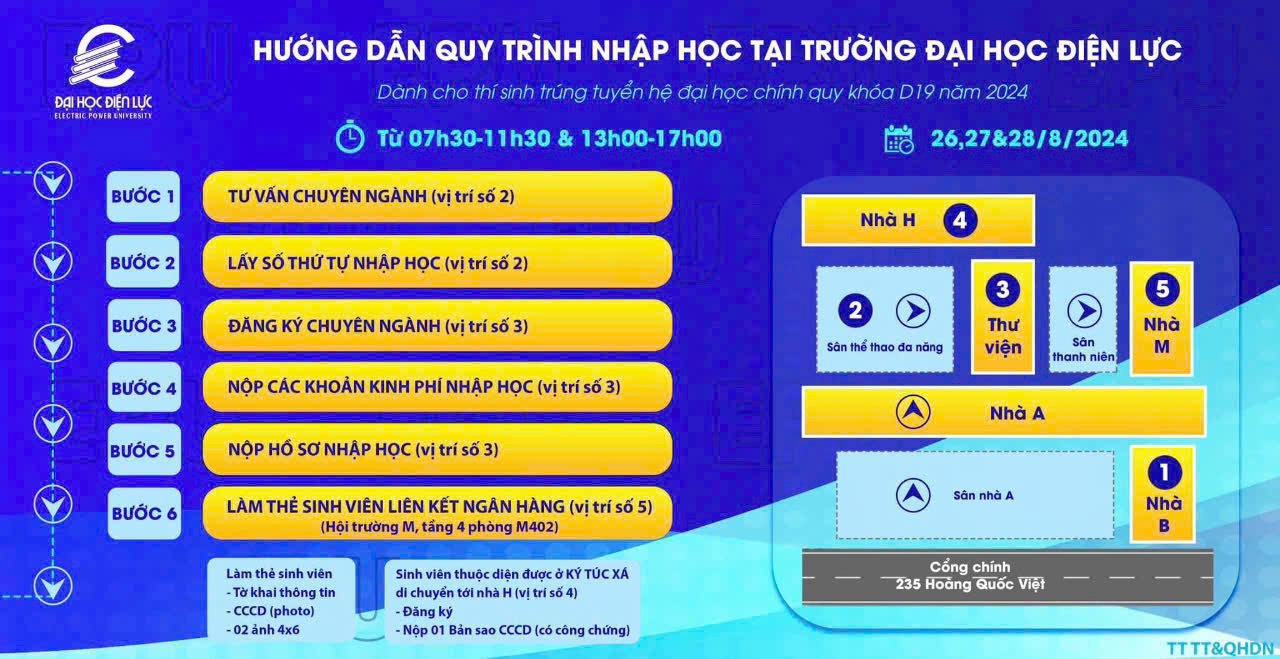 ĐẠI HỌC ĐIỆN LỰC
ELECTRIC POWER UNIVERSITY
HƯỚNG DẪN QUY TRÌNH NHẬP HỌC TẠI TRƯỜNG ĐẠI HỌC ĐIỆN LỰC
Dành cho thí sinh trúng tuyển hệ đại học chính quy khóa D19 năm 2024
Từ 07h30-11h30 & 13h00-17h00
26,27&28/8/2024
BƯỚC 1 TƯ VẤN CHUYÊN NGÀNH (vị trí số 2)
BƯỚC 2 LẤY SỐ THỨ TỰ NHẬP HỌC (vị trí số 2)
BƯỚC 3 ĐĂNG KÝ CHUYÊN NGÀNH (vị trí số 3)
BƯỚC 4 NỘP CÁC KHOẢN KINH PHÍ NHẬP HỌC (vị trí số 3)
BƯỚC 5 NỘP HỒ SƠ NHẬP HỌC (vị trí số 3)
BƯỚC 6 LÀM THẺ SINH VIÊN LIÊN KẾT NGÂN HÀNG (vị trí số 5)
(Hội trường M, tầng 4 phòng M402)
Làm thẻ sinh viên
- Tờ khai thông tin
- CCCD (photo)
- 02 ảnh 4x6
Sinh viên thuộc diện được ở KÝ TÚC XÁ
di chuyển tới nhà H (vị trí số 4)
- Đăng ký
- Nộp 01 Bản sao CCCD (có công chứng)
Nhà H 4
2
Sân thể thao đa năng
3
Thư
viện
Sân
thanh niên
5
Nhà
M
Nhà A
Sân nhà A
1
Nhà
B
Cổng chính
235 Hoàng Quốc Việt
TT TT&QHDN